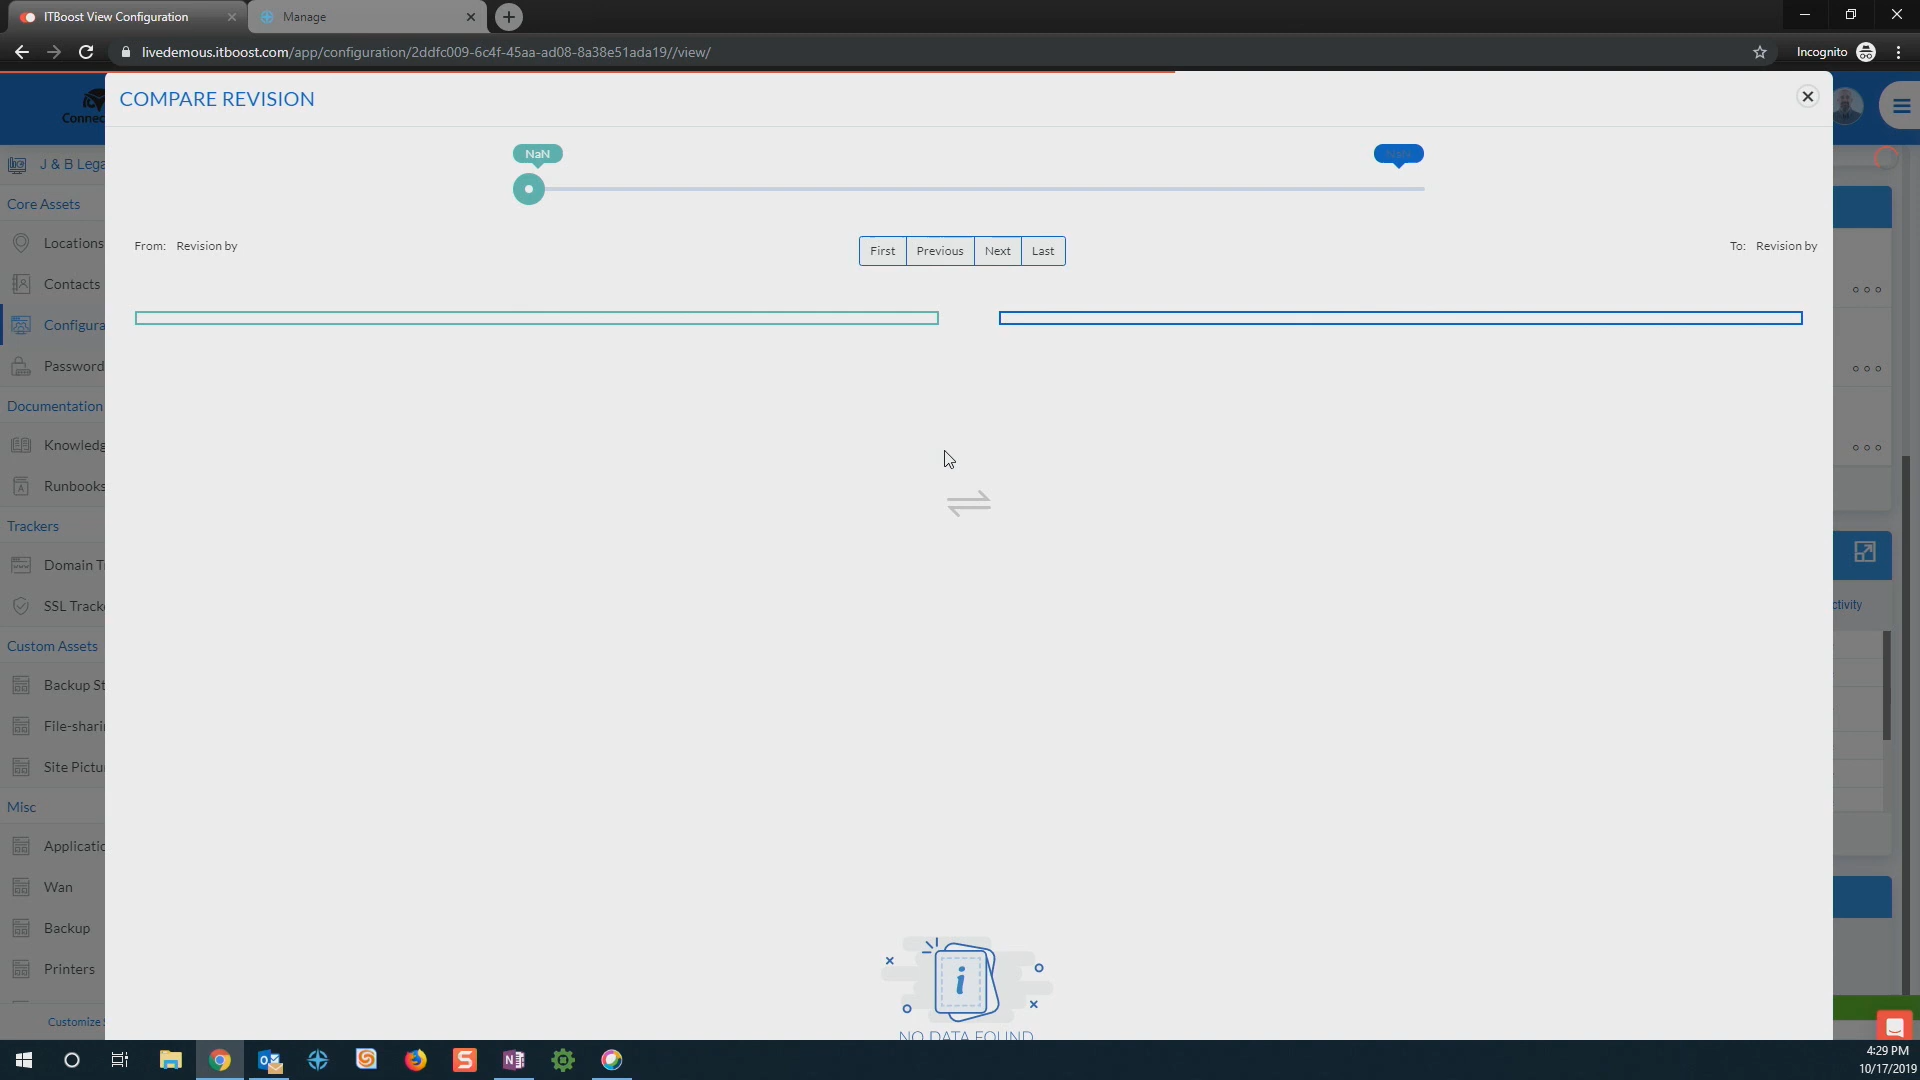 ITBoost View Configuration
Manage
livedemous.itboost.com/app/configuration/2ddfc009-6c4f-45aa-ad08-8a38e51ada19//view/
Incognito
Connec
COMPARE REVISION
NaN
NaN
From: Revision by
First Previous Next Last
To: Revision by
J & B Lega
Core Assets
Locations
Contacts
Configura
Password
Documentation
Knowledg
Runbooks
Trackers
Domain T
SSL Track
Custom Assets
Backup St
File-shari
Site Pictu
Misc
Applicatio
Wan
Backup
Printers
Customize S
ctivity
NO DATA FOUND
4:29 PM
10/17/2019